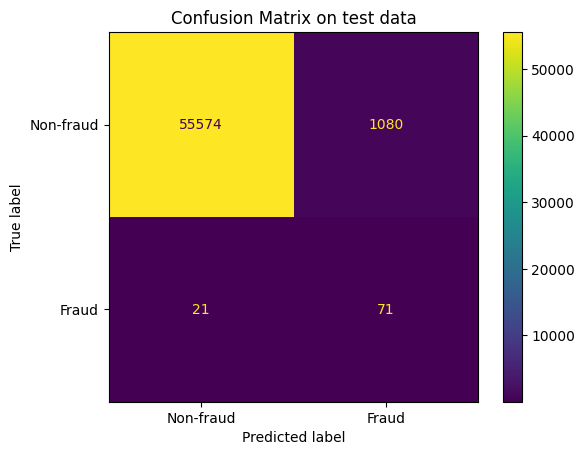 Confusion Matrix on test data
True label
Non-fraud
Fraud
55574
1080
21
71
Non-fraud
Fraud
Predicted label
50000
40000
30000
20000
10000